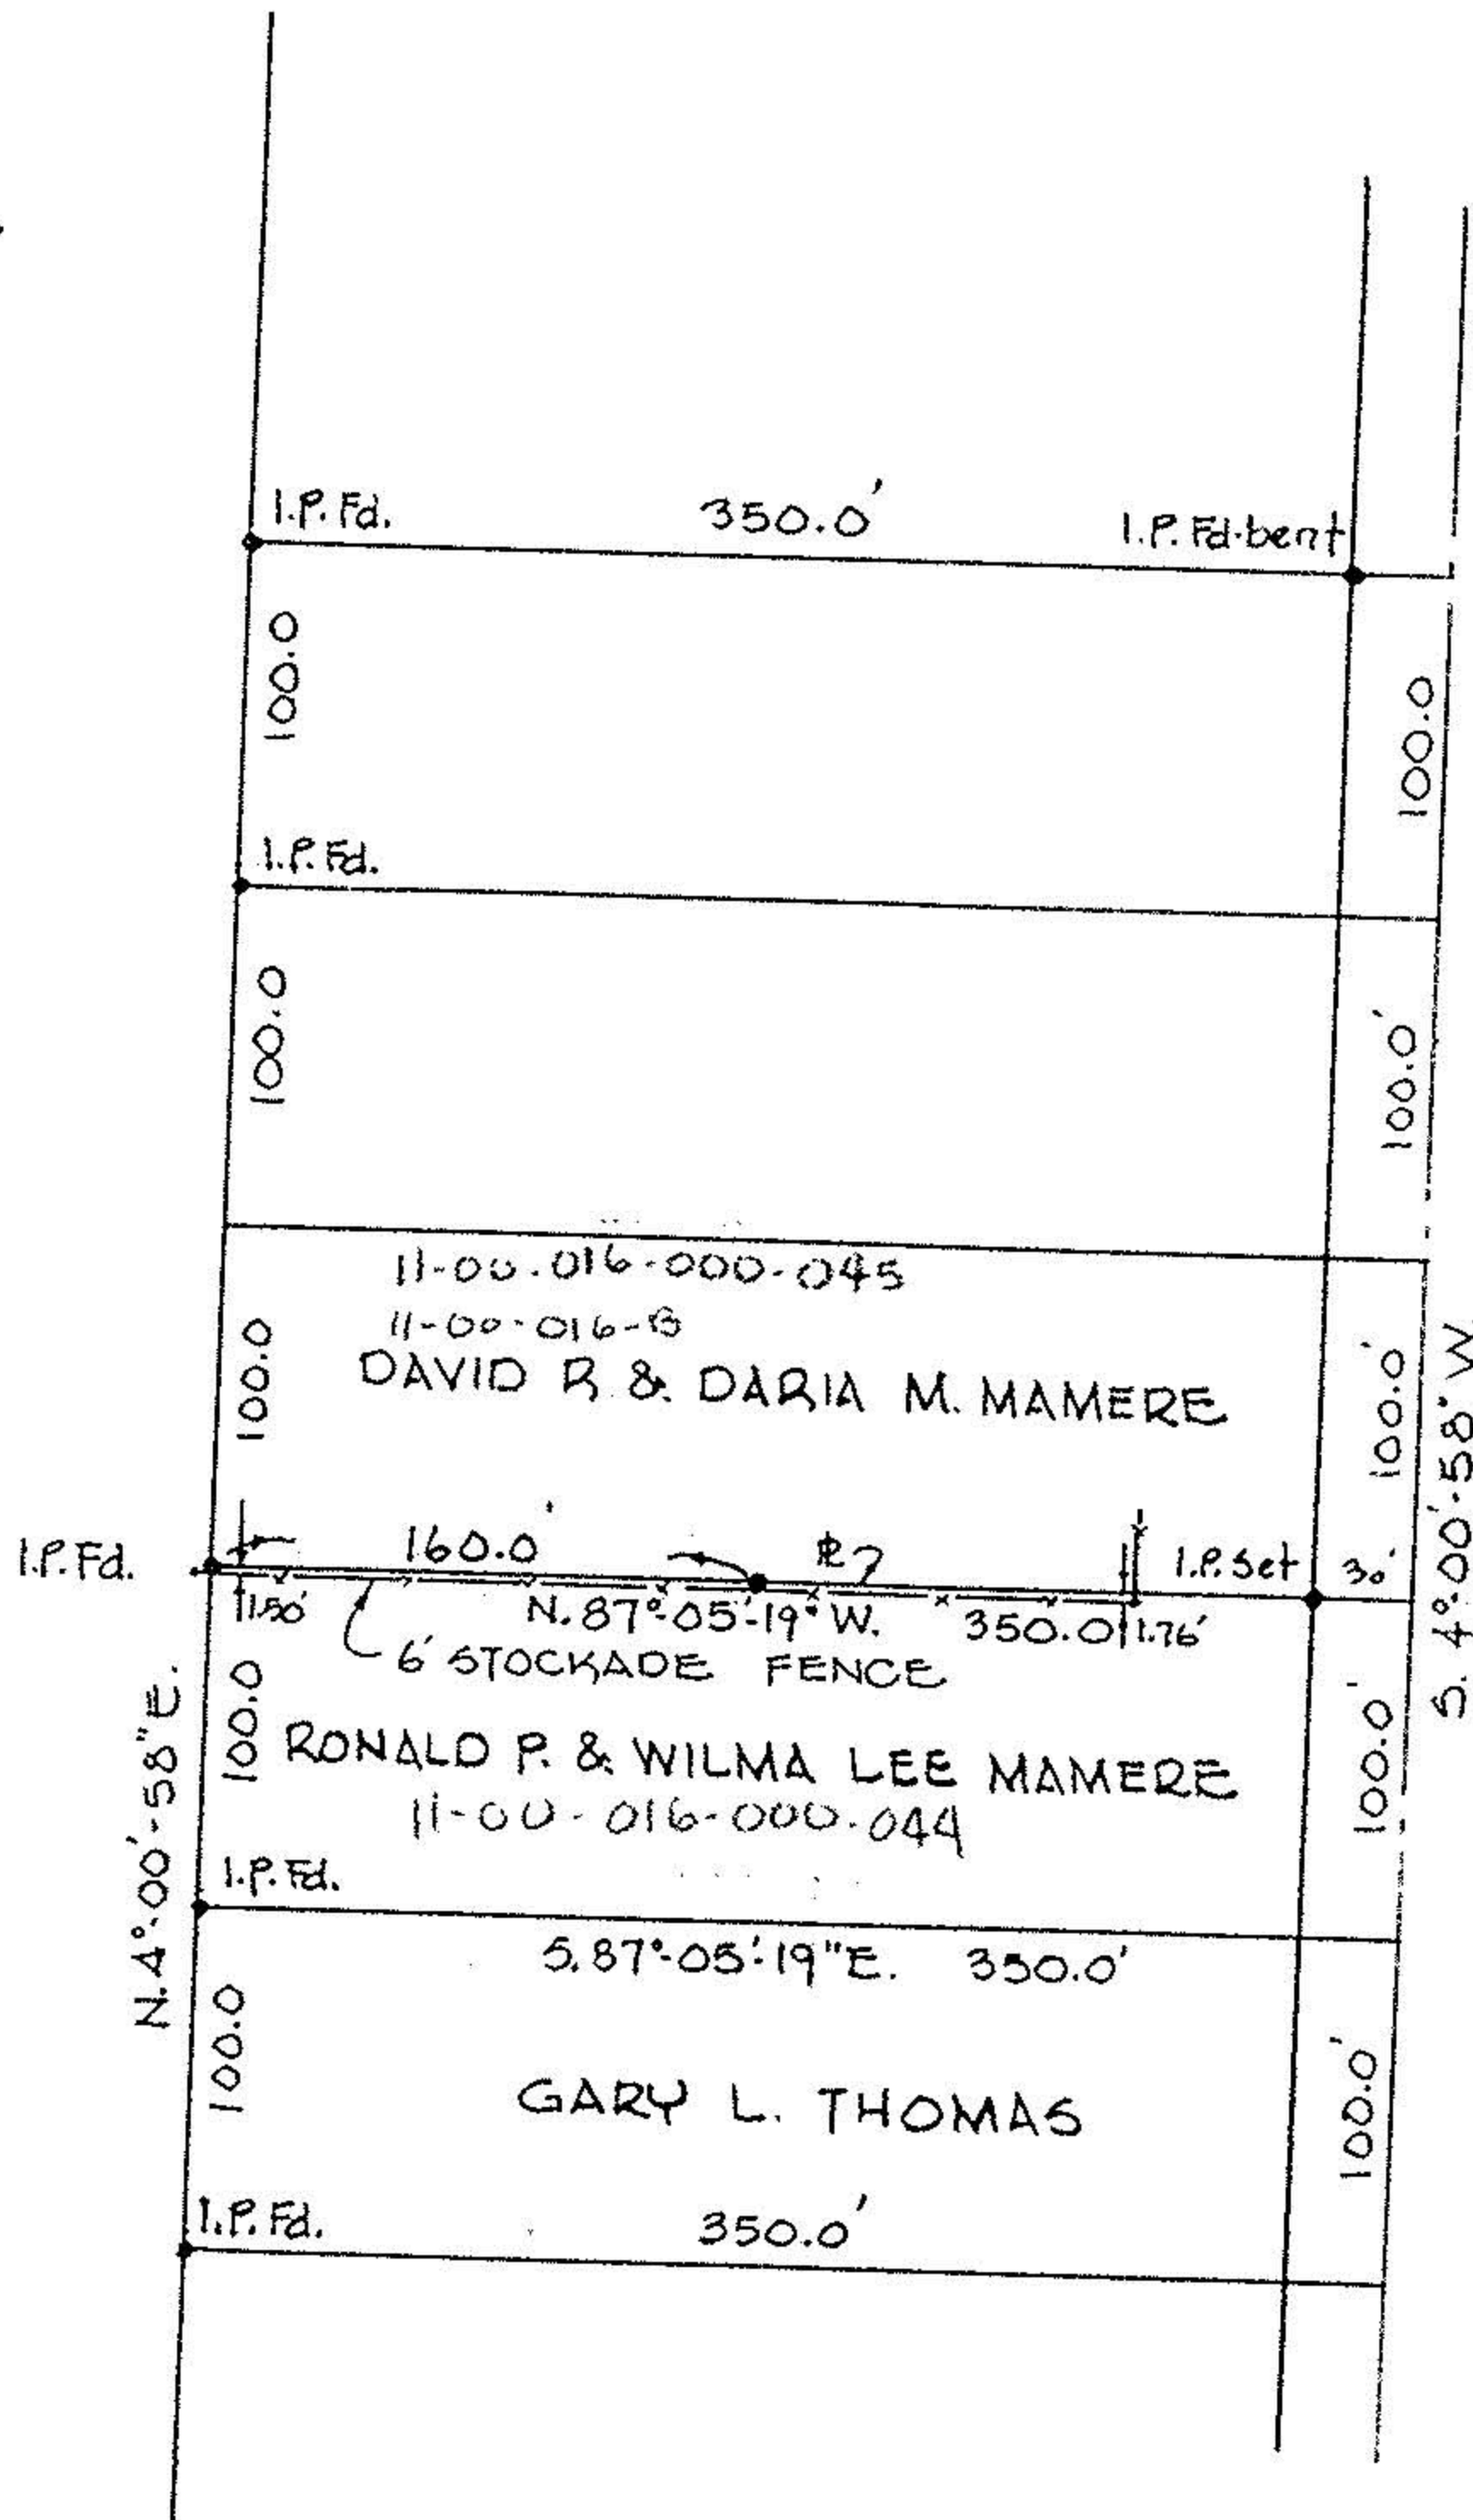 I.P. Fd.
350.0'
I.P. Fd-bent
100.0
100.0
I.P. Fd.
100.0
100.0'
11-00-016-000-045
11-00-016-B
DAVID R. & DARIA M. MAMERE
100.0
100.0'
S. 4°-00'-58" W.
I.P. Fd.
160.0'
I.P. Set
30'
1.50'
N. 87°-05'-19" W.
350.0
1.76'
6' STOCKADE FENCE
N. 4°-00'-58" E.
100.0
RONALD P. & WILMA LEE MAMERE
11-00-016-000-044
100.0'
I.P. Fd.
S. 87°-05'-19" E.
350.0'
100.0
GARY L. THOMAS
100.0'
I.P. Fd.
350.0'